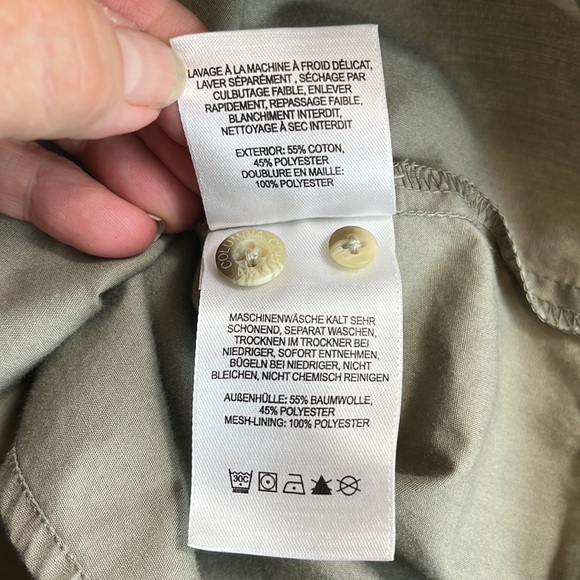 LAVAGE À LA MACHINE À FROID DÉLICAT,
LAVER SÉPARÉMENT , SÉCHAGE PAR
CULBUTAGE FAIBLE, ENLEVER
RAPIDEMENT, REPASSAGE FAIBLE,
BLANCHIMENT INTERDIT,
NETTOYAGE À SEC INTERDIT
EXTERIOR: 55% COTON,
45% POLYESTER
DOUBLURE EN MAILLE:
100% POLYESTER
COLUMBIA
MASCHINENWÄSCHE KALT SEHR
SCHONEND, SEPARAT WASCHEN,
TROCKNEN IM TROCKNER BEI
NIEDRIGER, SOFORT ENTNEHMEN,
BÜGELN BEI NIEDRIGER, NICHT
BLEICHEN, NICHT CHEMISCH REINIGEN
AUßENHÜLLE: 55% BAUMWOLLE,
45% POLYESTER
MESH-LINING: 100% POLYESTER
30C